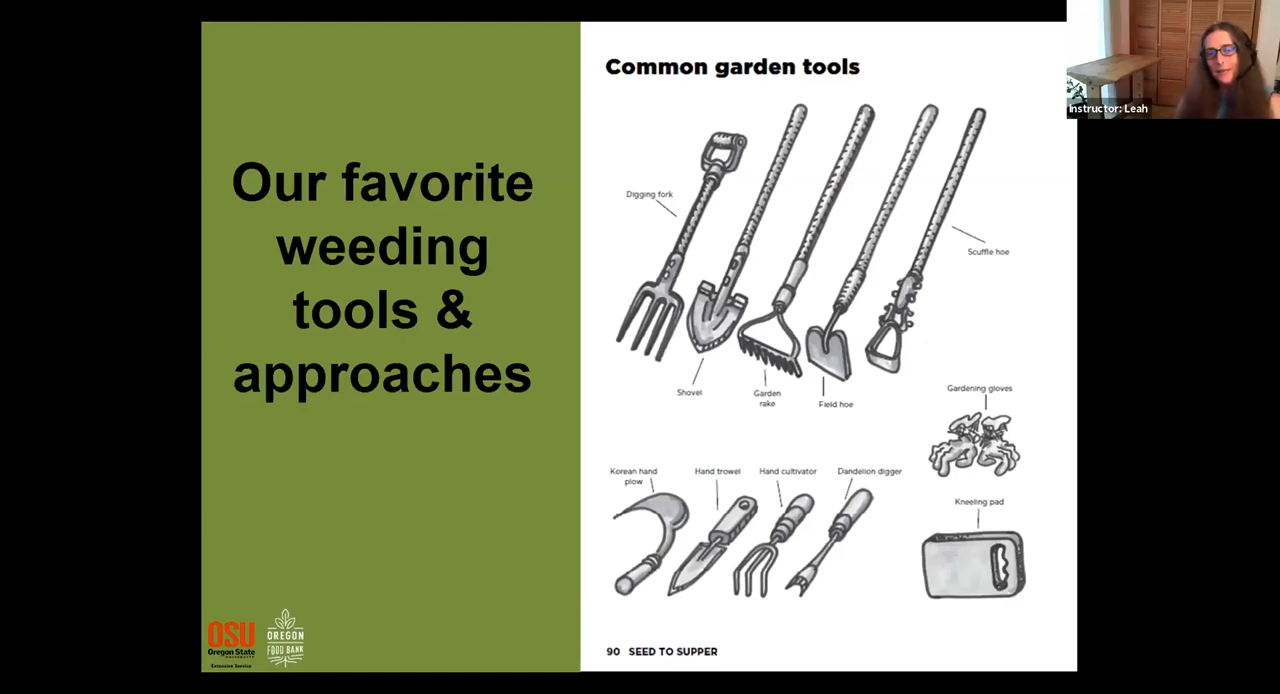 Our favorite
weeding
tools &
approaches
OSU
Oregon State
UNIVERSITY
Extension Service
OREGON
FOOD BANK
Common garden tools
Digging fork
Scuffle hoe
Shovel
Garden
rake
Field hoe
Gardening gloves
Korean hand
plow
Hand trowel
Hand cultivator
Dandelion digger
Kneeling pad
90 SEED TO SUPPER
Instructor: Leah